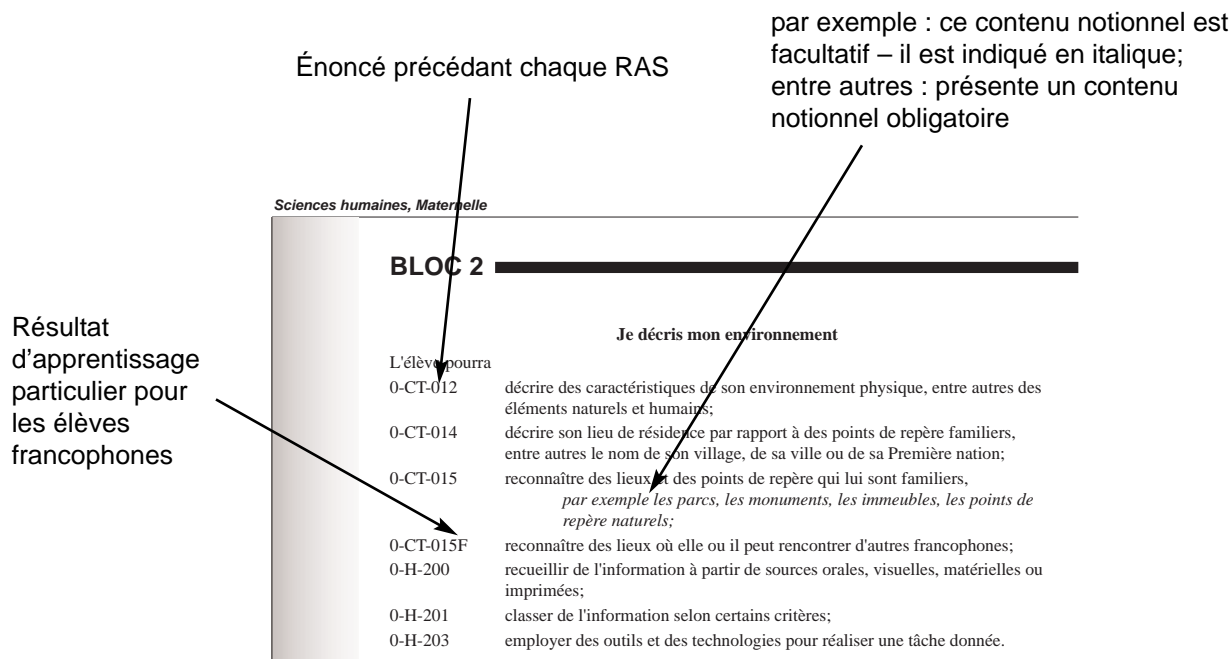 par exemple : ce contenu notionnel est
facultatif – il est indiqué en italique;
entre autres : présente un contenu
notionnel obligatoire
Énoncé précédant chaque RAS
Sciences humaines, Maternelle
BLOC 2
Résultat
d’apprentissage
particulier pour
les élèves
francophones
Je décris mon environnement
L'élève pourra
0-CT-012 décrire des caractéristiques de son environnement physique, entre autres des
éléments naturels et humains;
0-CT-014 décrire son lieu de résidence par rapport à des points de repère familiers,
entre autres le nom de son village, de sa ville ou de sa Première nation;
0-CT-015 reconnaître des lieux et des points de repère qui lui sont familiers,
par exemple les parcs, les monuments, les immeubles, les points de
repère naturels;
0-CT-015F reconnaître des lieux où elle ou il peut rencontrer d'autres francophones;
0-H-200 recueillir de l'information à partir de sources orales, visuelles, matérielles ou
imprimées;
0-H-201 classer de l'information selon certains critères;
0-H-203 employer des outils et des technologies pour réaliser une tâche donnée.